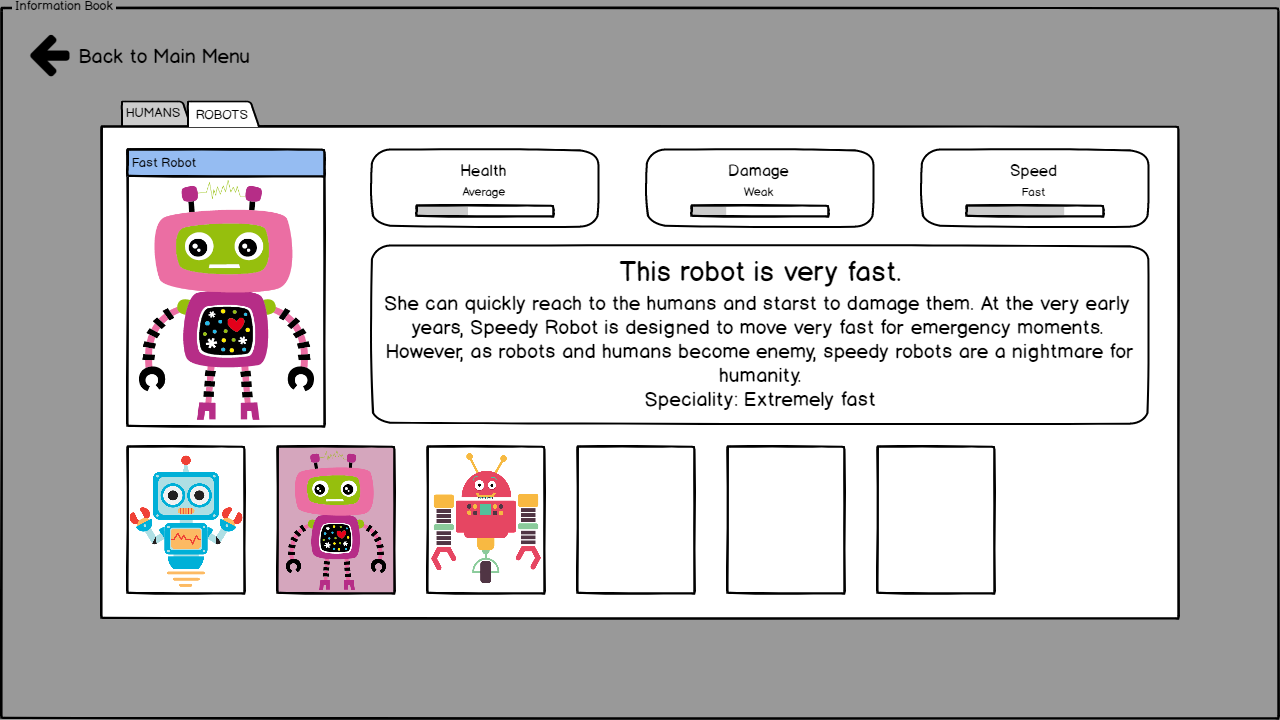 Information Book
Back to Main Menu
HUMANS
ROBOTS
Fast Robot
Health
Average
Damage
Weak
Speed
Fast
This robot is very fast.
She can quickly reach to the humans and starst to damage them. At the very early
years, Speedy Robot is designed to move very fast for emergency moments.
However, as robots and humans become enemy, speedy robots are a nightmare for
humanity.
Speciality: Extremely fast